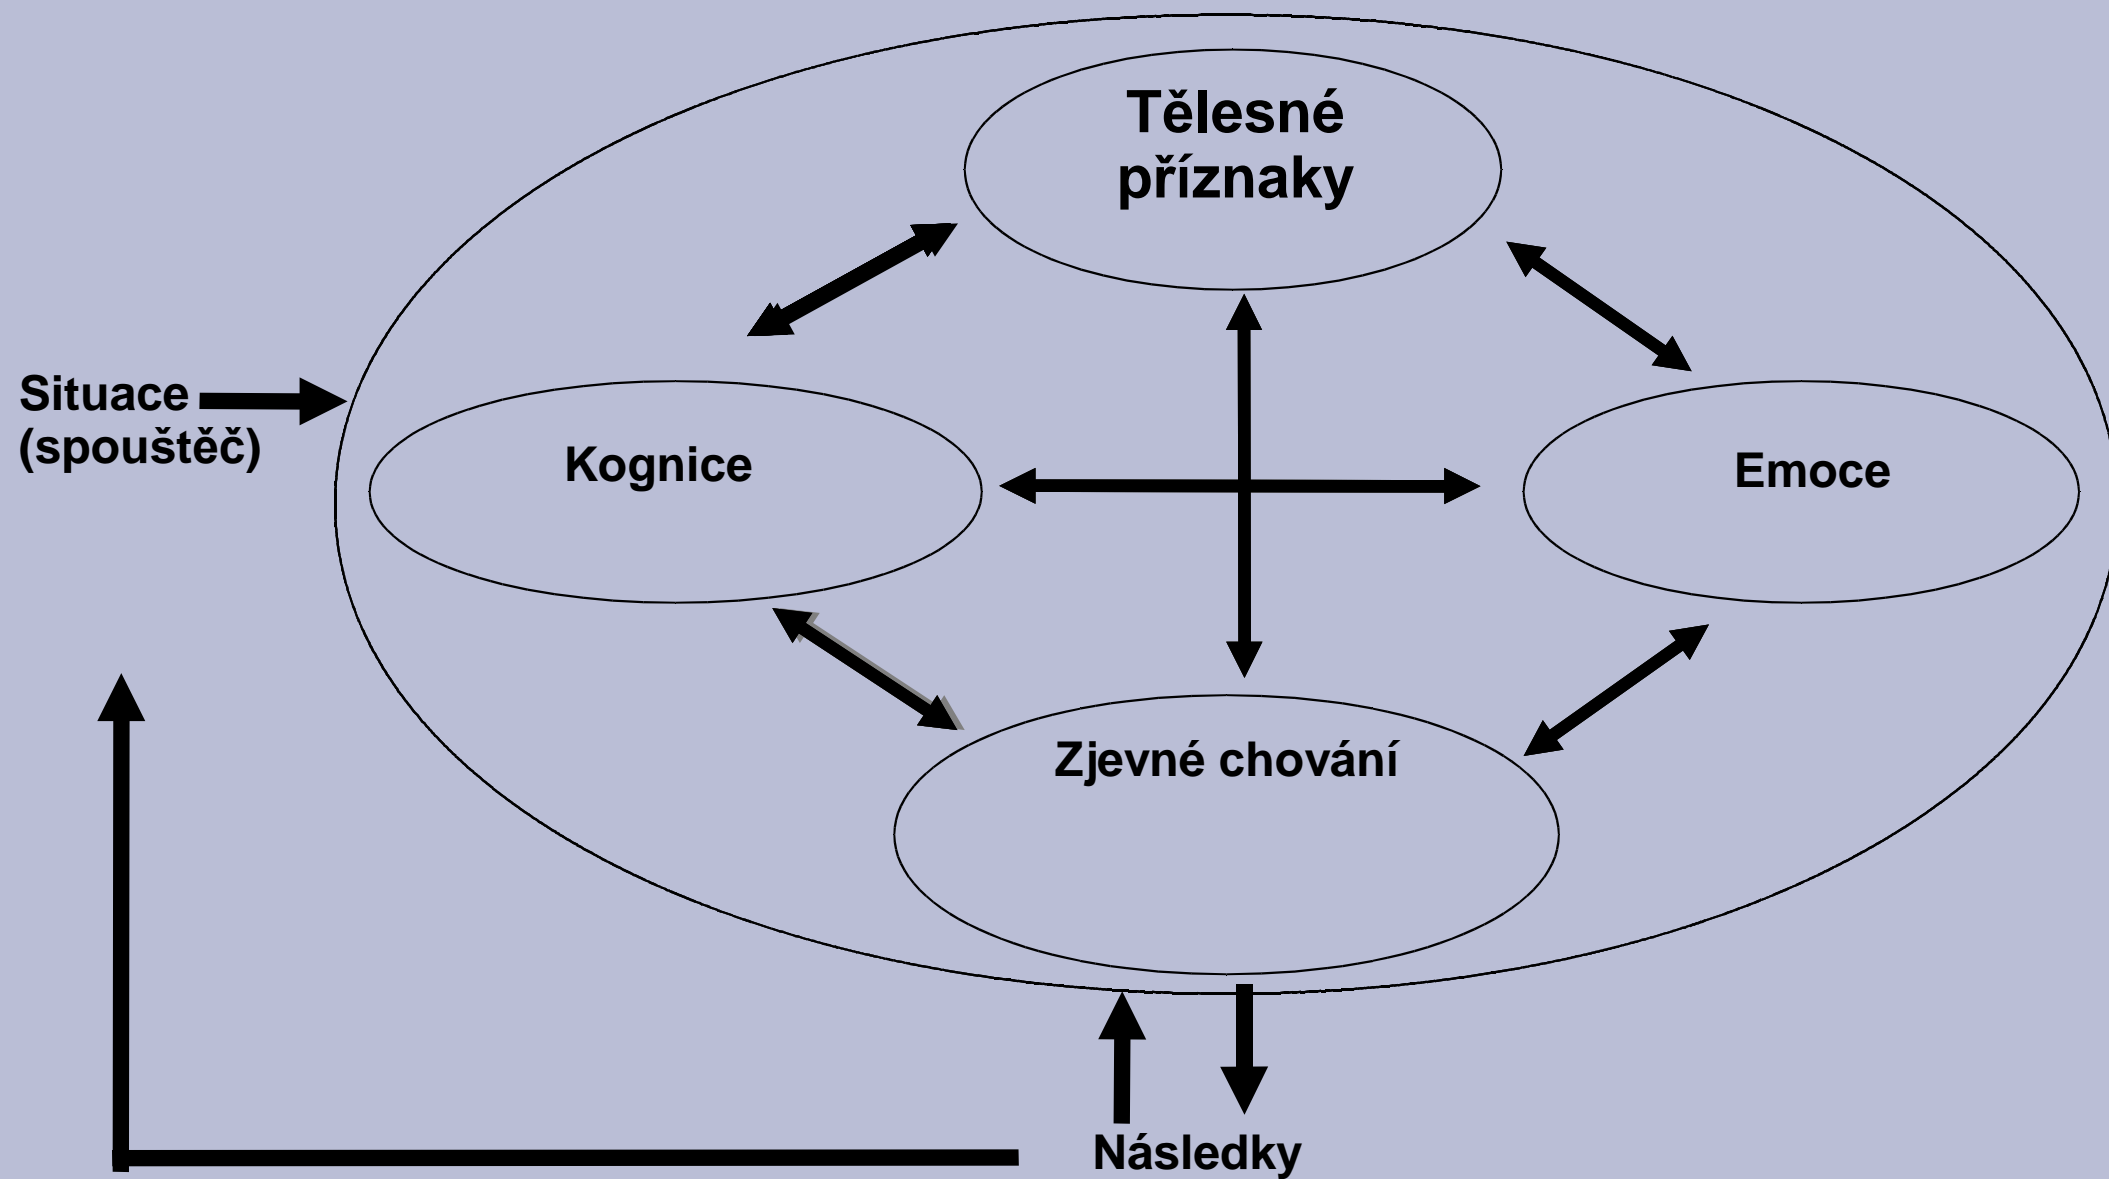 Tělesné
příznaky
Situace
(spouštěč)
Kognice
Emoce
Zjevné chování
Následky